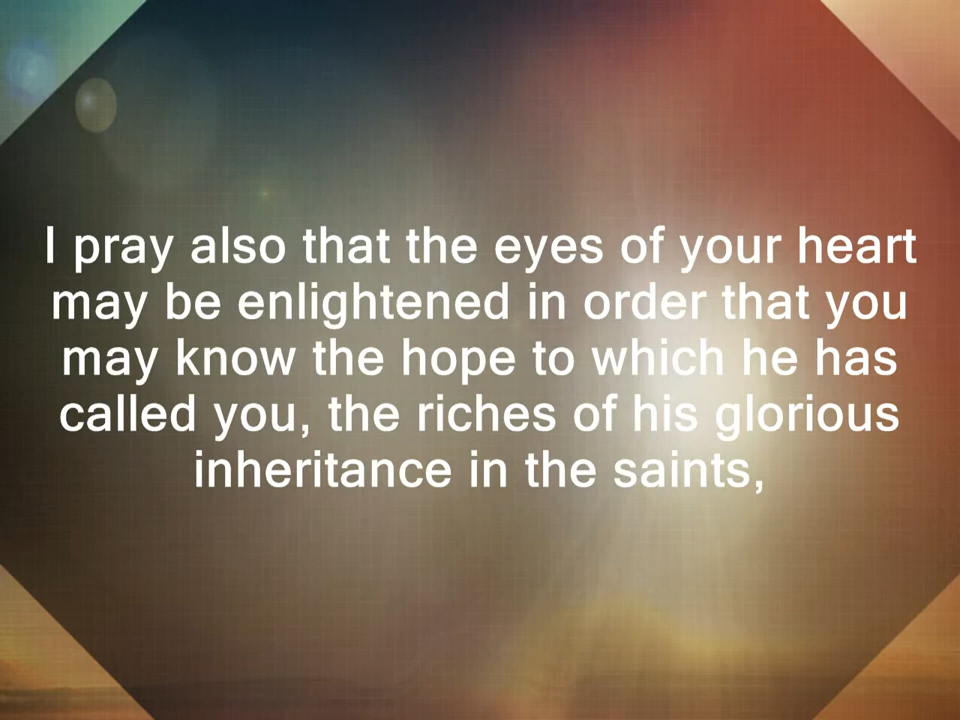 I pray also that the eyes of your heart
may be enlightened in order that you
may know the hope to which he has
called you, the riches of his glorious
inheritance in the saints,